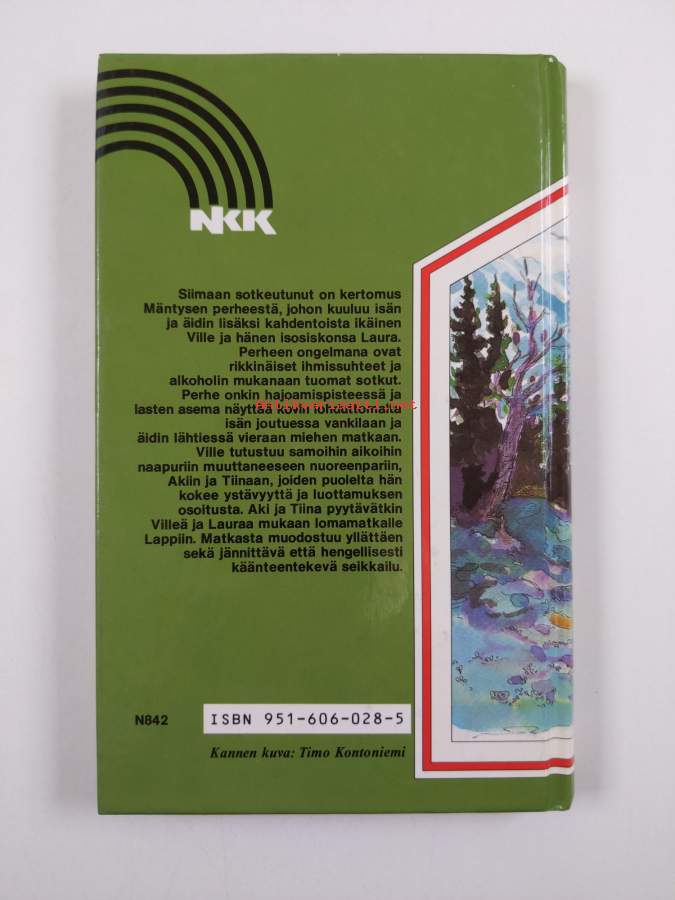 NKK
Siimaan sotkeutunut on kertomus
Mäntysen perheestä, johon kuuluu isän
ja äidin lisäksi kahdentoista ikäinen
Ville ja hänen isosiskonsa Laura.
Perheen ongelmana ovat
rikkinäiset ihmissuhteet ja
alkoholin mukanaan tuomat sotkut.
Perhe onkin hajoamispisteessä ja
lasten asema näyttää kovin lohduttomalta
isän joutuessa vankilaan ja
äidin lähtiessä vieraan miehen matkaan.
Ville tutustuu samoihin aikoihin
naapuriin muuttaneeseen nuoreenpariin,
Akiin ja Tiinaan, joiden puolelta hän
kokee ystävyyttä ja luottamuksen
osoitusta. Aki ja Tiina pyytävätkin
Villeä ja Lauraa mukaan lomamatkalle
Lappiin. Matkasta muodostuu yllättäen
sekä jännittävä että hengellisesti
käänteentekevä seikkailu.
N842
ISBN 951-606-028-5
Kannen kuva: Timo Kontoniemi